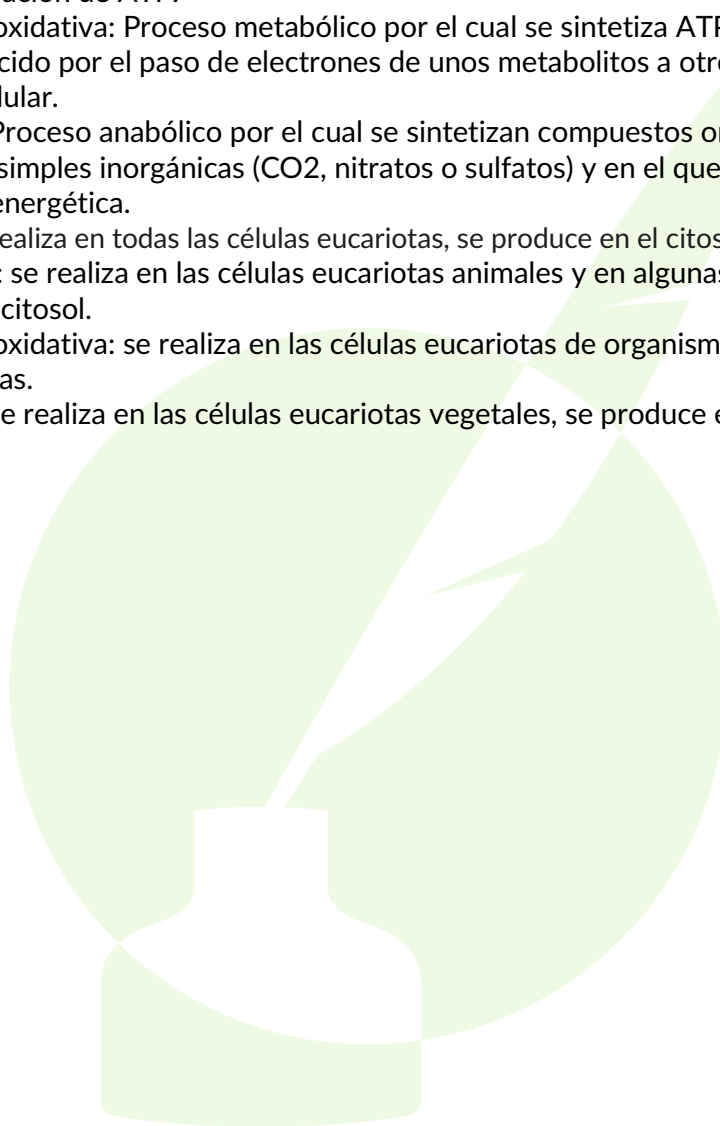 oxidativa: Proceso metabólico por el cual se sintetiza ATP
cido por el paso de electrones de unos metabolitos a otro
lular.
Proceso anabólico por el cual se sintetizan compuestos o
simples inorgánicas (CO2, nitratos o sulfatos) y en el que
energética.
ealiza en todas las células eucariotas, se produce en el citos
: se realiza en las células eucariotas animales y en algunas
citosol.
oxidativa: se realiza en las células eucariotas de organism
as.
e realiza en las células eucariotas vegetales, se produce e